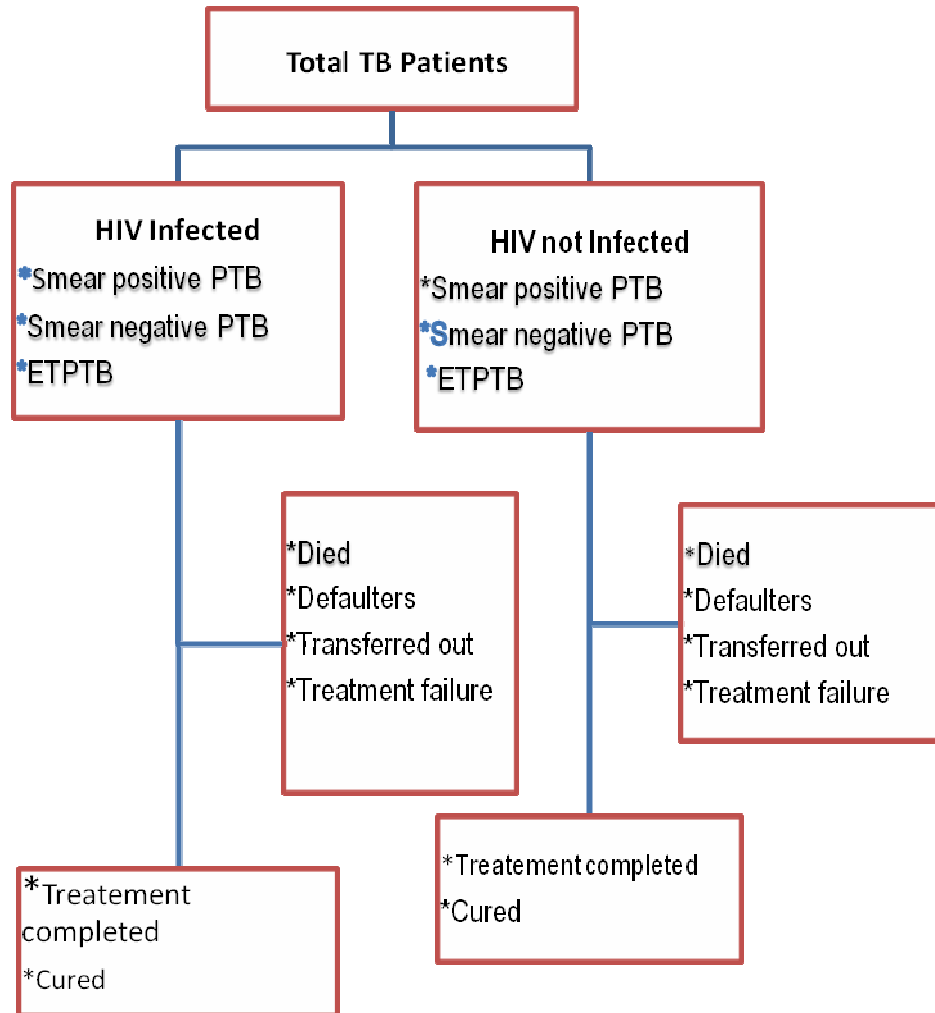 Total TB Patients
HIV Infected
*Smear positive PTB
*Smear negative PTB
*ETPTB
HIV not Infected
*Smear positive PTB
*Smear negative PTB
*ETPTB
*Died
*Defaulters
*Transferred out
*Treatment failure
*Died
*Defaulters
*Transferred out
*Treatment failure
*Treatement
completed
*Cured
*Treatement completed
*Cured